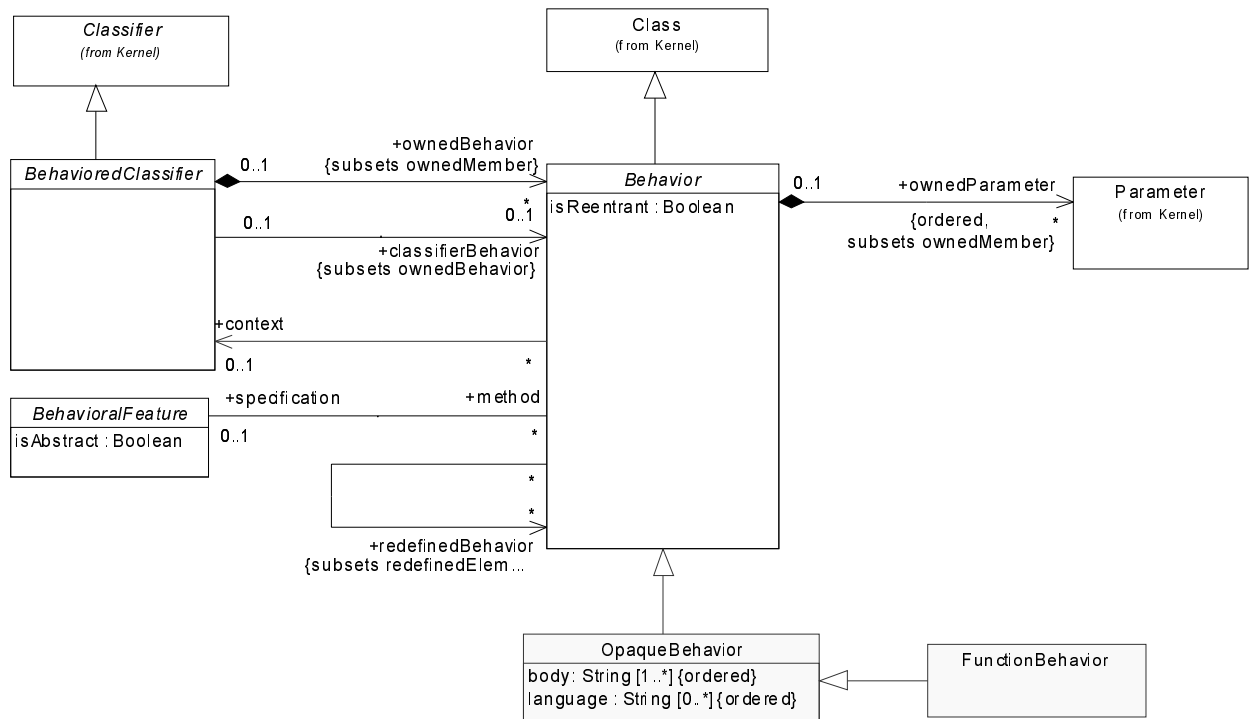 Classifier
(from Kernel)
Class
(from Kernel)
BehavioredClassifier
0..1
+ownedBehavior
{subsets ownedMember}
*
Behavior
isReentrant : Boolean
0..1
+ownedParameter
{ordered,
subsets ownedMember}
*
Parameter
(from Kernel)
0..1
0..1
+classifierBehavior
{subsets ownedBehavior}
+context
0..1
*
BehavioralFeature
isAbstract : Boolean
+specification
0..1
+method
*
*
*
+redefinedBehavior
{subsets redefinedElem...
OpaqueBehavior
body: String [1..*] {ordered}
language : String [0..*] {ordered}
FunctionBehavior